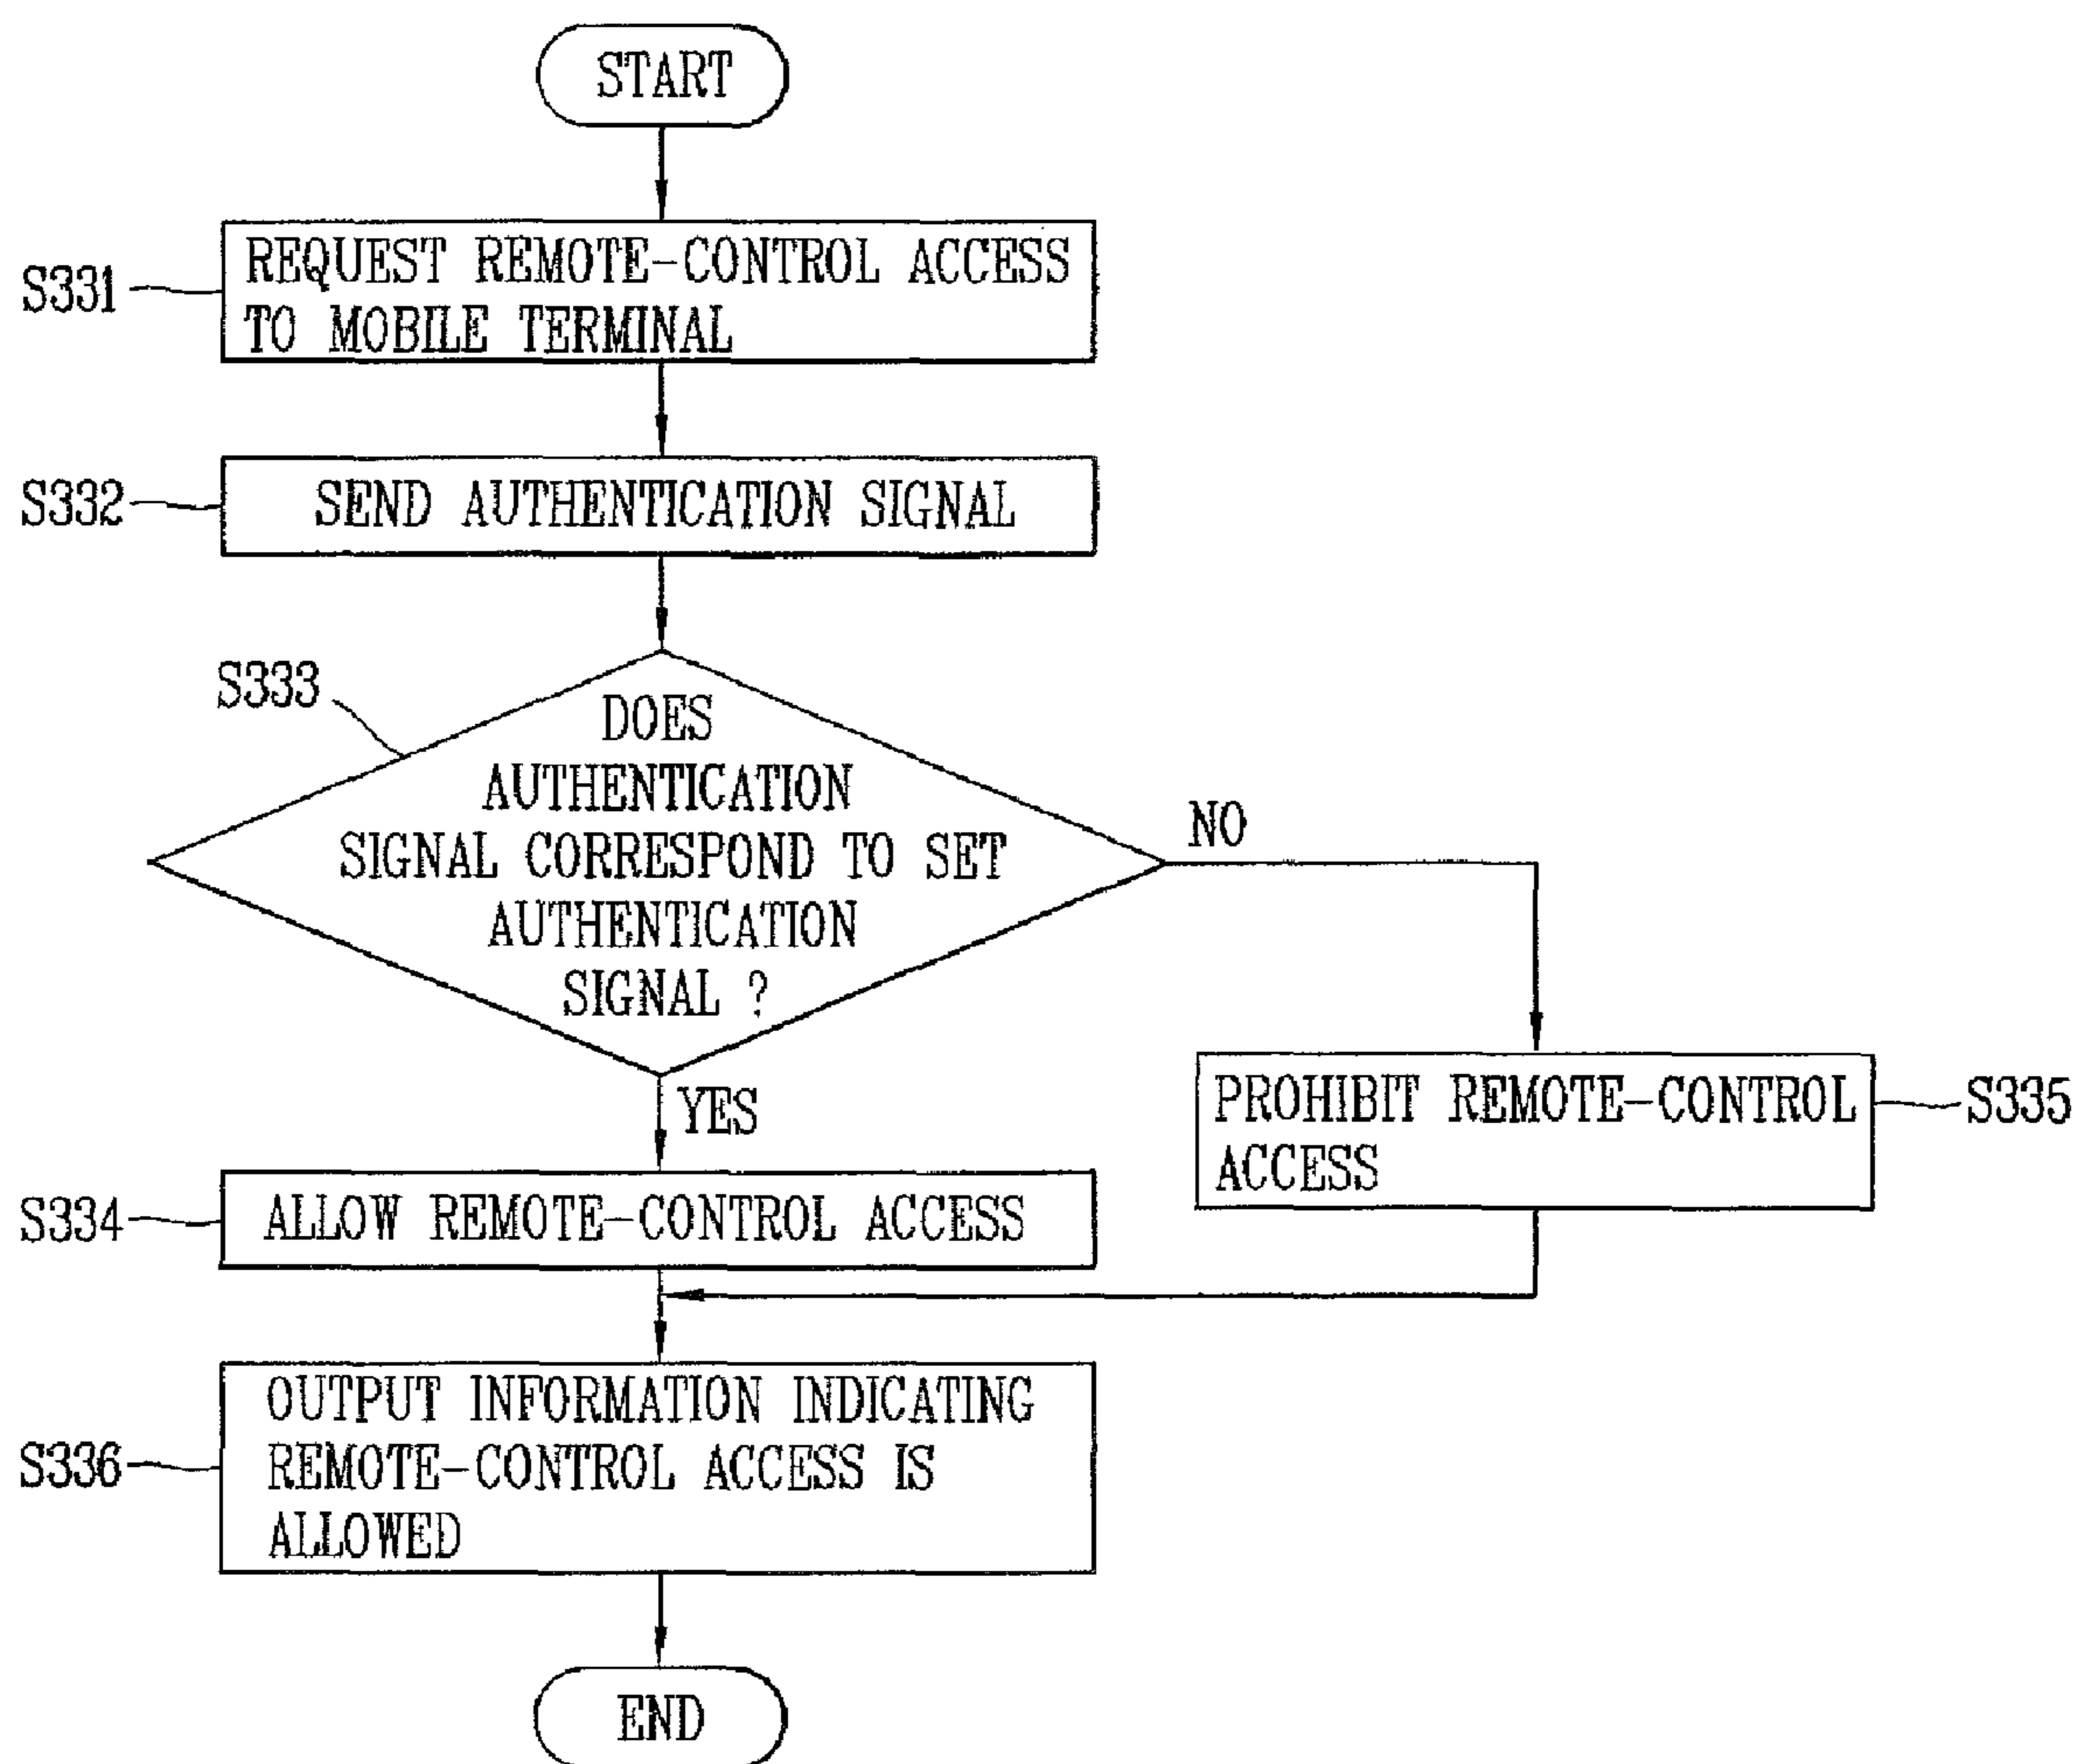 START
S331
REQUEST REMOTE-CONTROL ACCESS
TO MOBILE TERMINAL
S332
SEND AUTHENTICATION SIGNAL
S333
DOES
AUTHENTICATION
SIGNAL CORRESPOND TO SET
AUTHENTICATION
SIGNAL ?
NO
YES
PROHIBIT REMOTE-CONTROL
ACCESS
S335
S334
ALLOW REMOTE-CONTROL ACCESS
S336
OUTPUT INFORMATION INDICATING
REMOTE-CONTROL ACCESS IS
ALLOWED
END